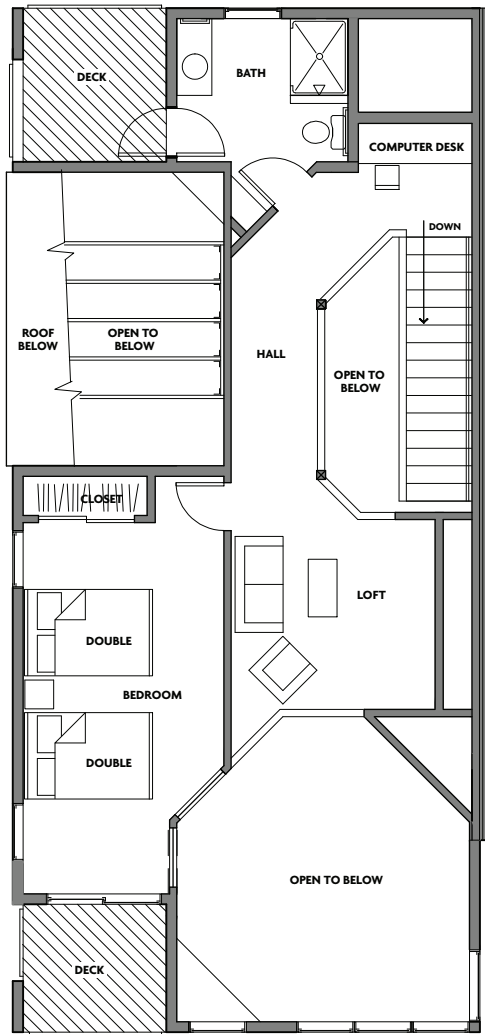 DECK
BATH
COMPUTER DESK
DOWN
ROOF
BELOW
OPEN TO
BELOW
HALL
OPEN TO
BELOW
CLOSET
LOFT
DOUBLE
BEDROOM
DOUBLE
OPEN TO BELOW
DECK